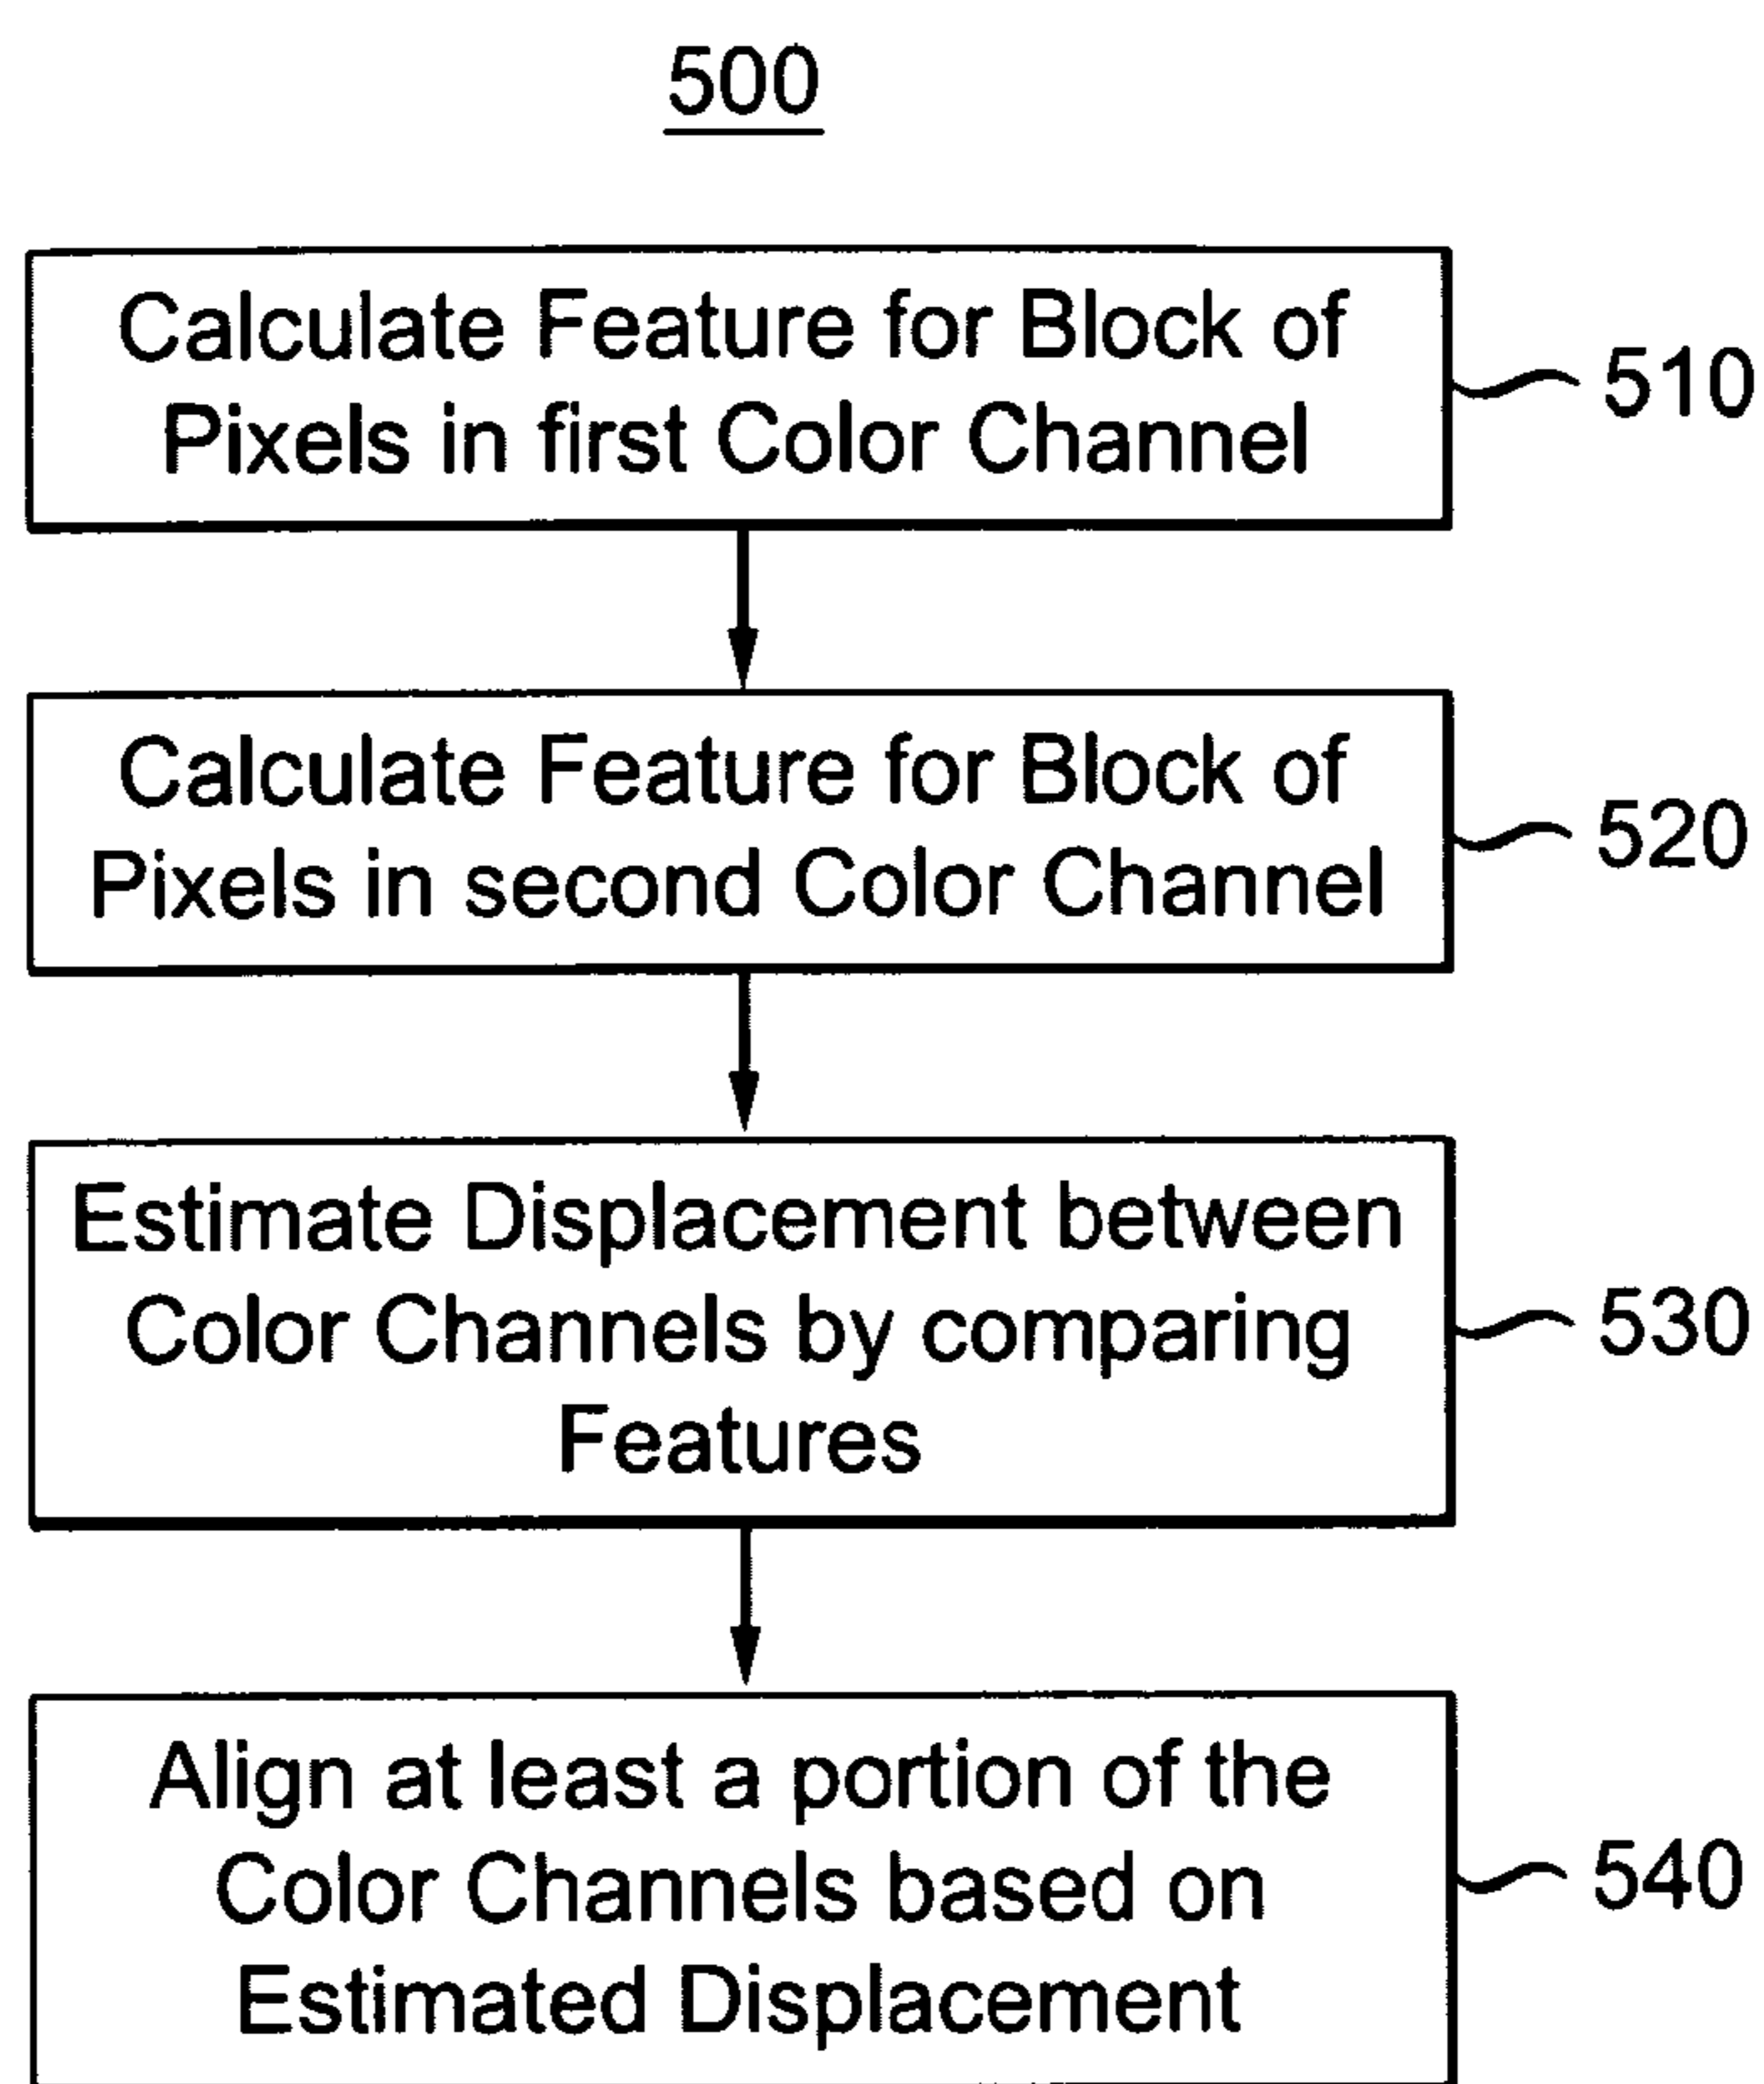 500
Calculate Feature for Block of
Pixels in first Color Channel
510
Calculate Feature for Block of
Pixels in second Color Channel
520
Estimate Displacement between
Color Channels by comparing
Features
530
Align at least a portion of the
Color Channels based on
Estimated Displacement
540